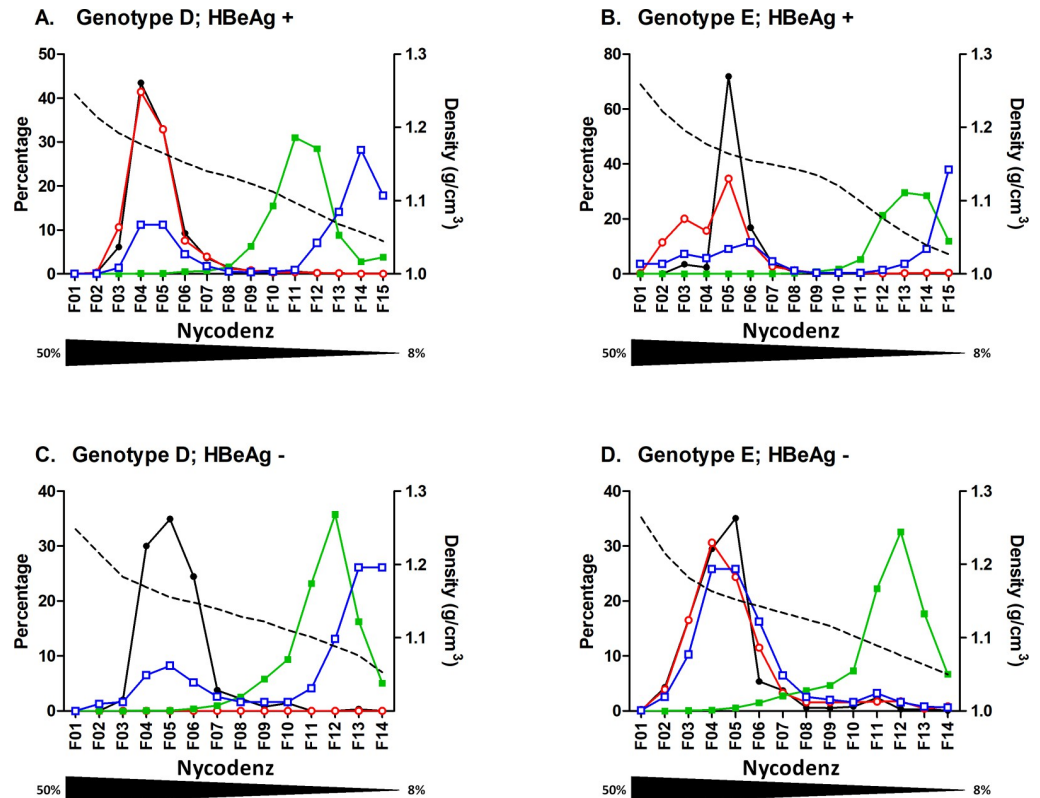 A. Genotype D; HBeAg +
50
40
30
20
10
0
Percentage
1.3
1.2
1.1
1.0
Density (g/cm3)
F01 F02 F03 F04 F05 F06 F07 F08 F09 F10 F11 F12 F13 F14 F15
Nycodenz
50% 8%
B. Genotype E; HBeAg +
80
60
40
20
0
Percentage
1.3
1.2
1.1
1.0
Density (g/cm3)
F01 F02 F03 F04 F05 F06 F07 F08 F09 F10 F11 F12 F13 F14 F15
Nycodenz
50% 8%
C. Genotype D; HBeAg -
40
30
20
10
0
Percentage
1.3
1.2
1.1
1.0
Density (g/cm3)
F01 F02 F03 F04 F05 F06 F07 F08 F09 F10 F11 F12 F13 F14
Nycodenz
50% 8%
D. Genotype E; HBeAg -
40
30
20
10
0
Percentage
1.3
1.2
1.1
1.0
Density (g/cm3)
F01 F02 F03 F04 F05 F06 F07 F08 F09 F10 F11 F12 F13 F14
Nycodenz
50% 8%